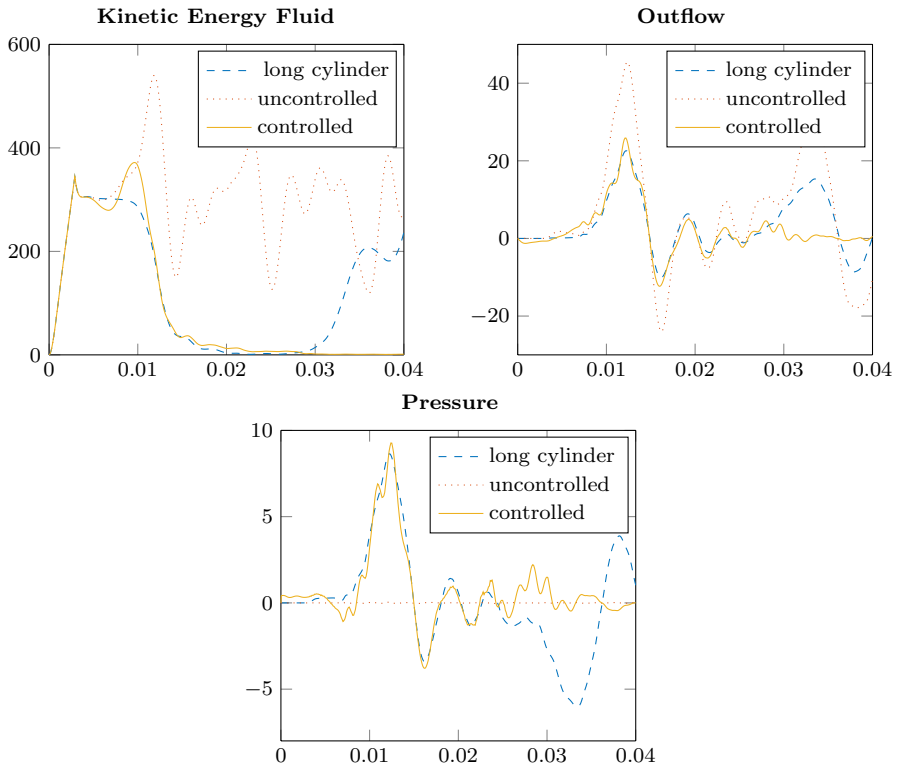 Kinetic Energy Fluid
600
400
200
0
0
0.01
0.02
0.03
0.04
long cylinder
uncontrolled
controlled
Outflow
40
20
0
−20
0
0.01
0.02
0.03
0.04
long cylinder
uncontrolled
controlled
Pressure
10
5
0
−5
0
0.01
0.02
0.03
0.04
long cylinder
uncontrolled
controlled